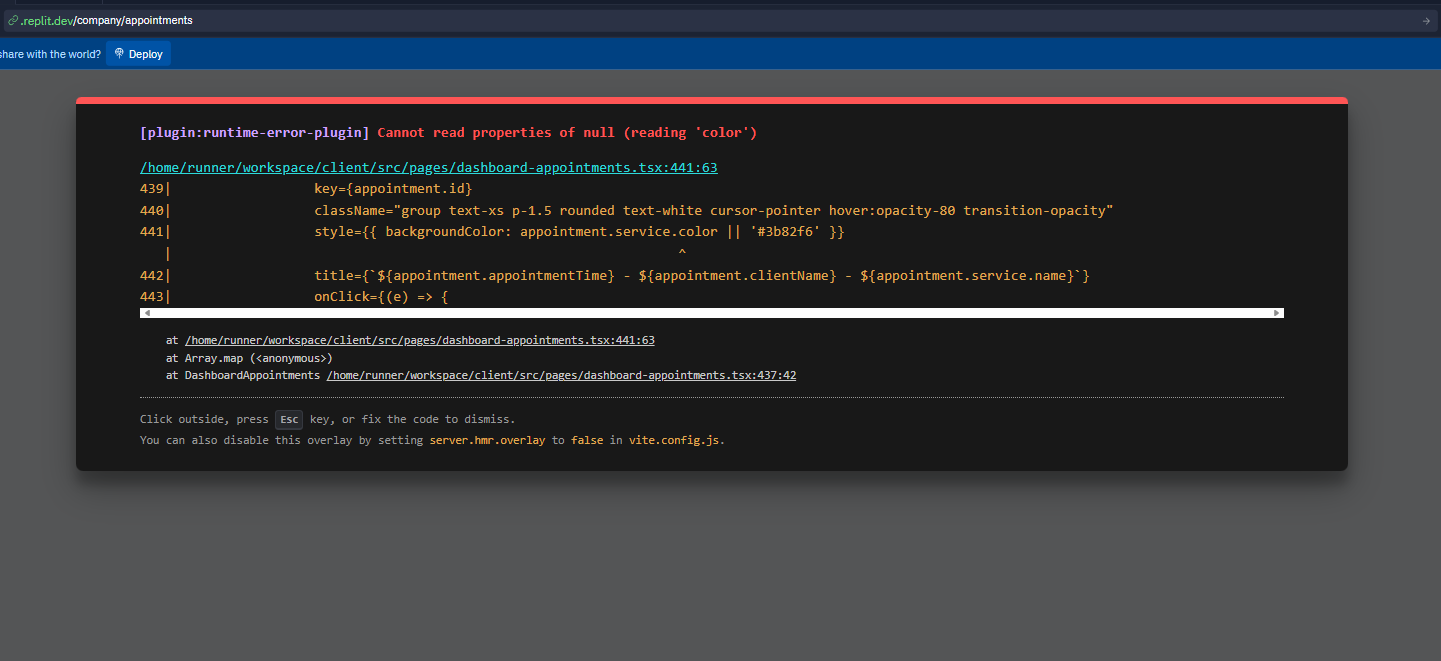 .replit.dev/company/appointments
share with the world? Deploy
[plugin:runtime-error-plugin] Cannot read properties of null (reading 'color')
/home/runner/workspace/client/src/pages/dashboard-appointments.tsx:441:63
439| key={appointment.id}
440| className="group text-xs p-1.5 rounded text-white cursor-pointer hover:opacity-80 transition-opacity"
441| style={{ backgroundColor: appointment.service.color || '#3b82f6' }}
| ^
442| title={`${appointment.appointmentTime} - ${appointment.clientName} - ${appointment.service.name}`}
443| onClick={(e) => {
at /home/runner/workspace/client/src/pages/dashboard-appointments.tsx:441:63
at Array.map (<anonymous>)
at DashboardAppointments /home/runner/workspace/client/src/pages/dashboard-appointments.tsx:437:42
Click outside, press Esc key, or fix the code to dismiss.
You can also disable this overlay by setting server.hmr.overlay to false in vite.config.js.